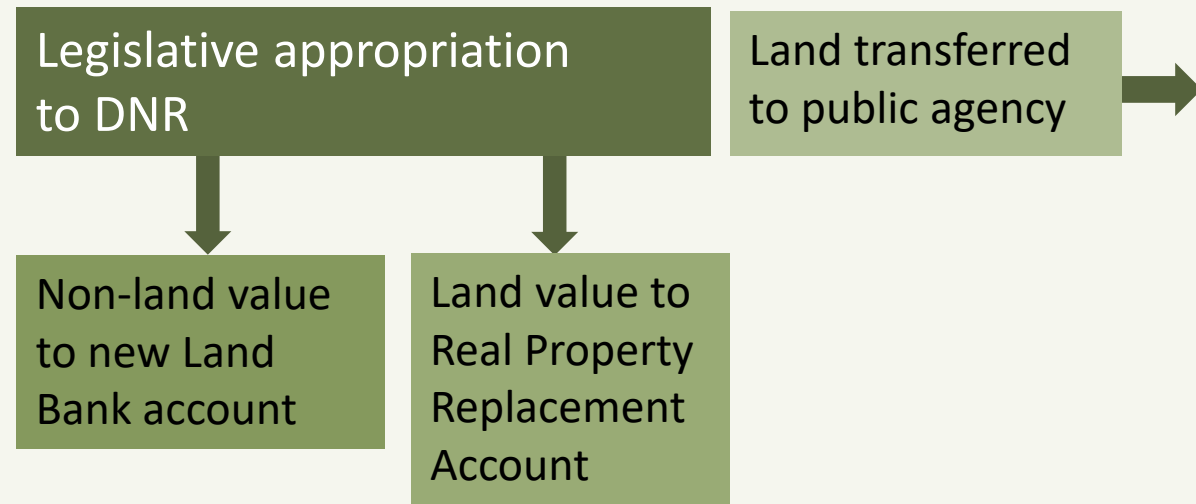 Legislative appropriation
to DNR
Land transferred
to public agency
Non-land value
to new Land
Bank account
Land value to
Real Property
Replacement
Account